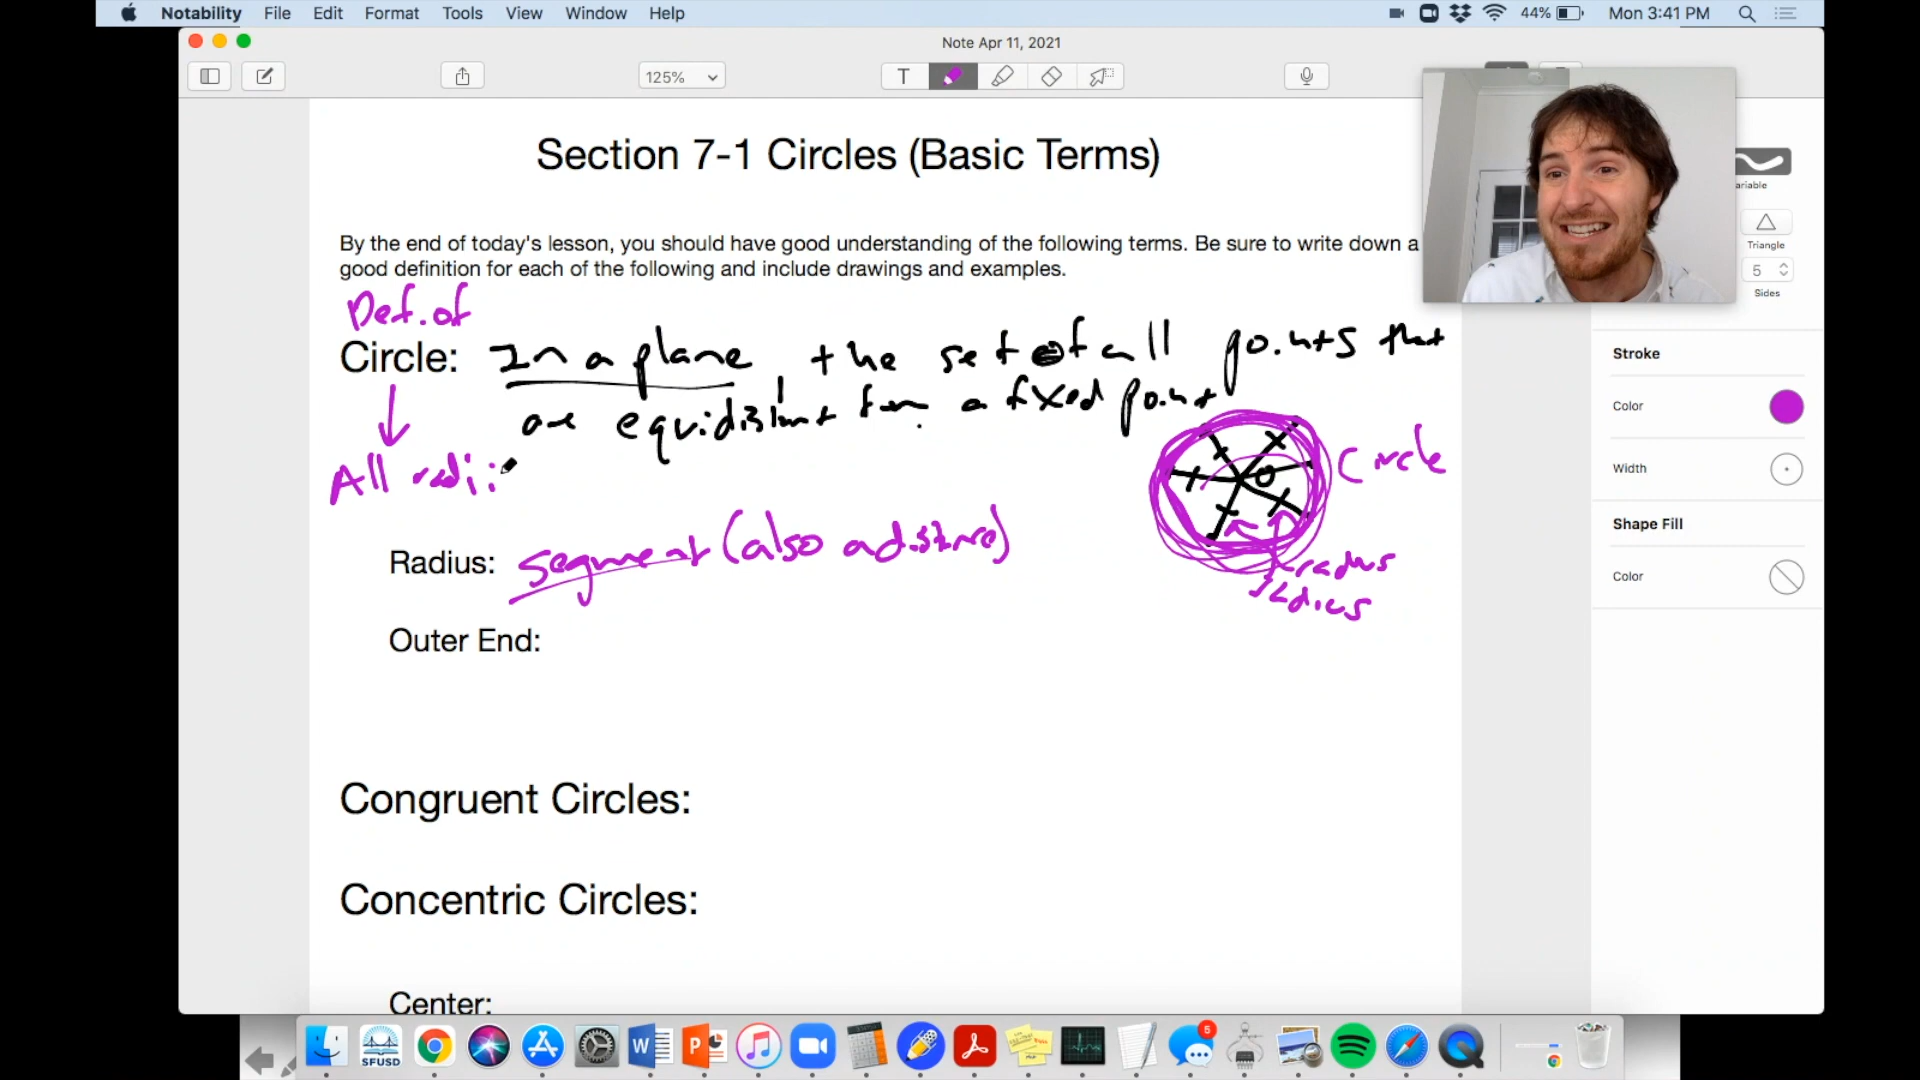 Notability File Edit Format Tools View Window Help 44% Mon 3:41 PM
Note Apr 11, 2021
125% T
Section 7-1 Circles (Basic Terms)
By the end of today's lesson, you should have good understanding of the following terms. Be sure to write down a
good definition for each of the following and include drawings and examples.
Def. of
Circle: In a plane, the set of all points that
are equidistant from a fixed point
All radii
Circle
Radius: segment (also a distance)
radius
radius
Outer End:
Congruent Circles:
Concentric Circles:
Center:
ariable
Triangle
5
Sides
Stroke
Color
Width
Shape Fill
Color
SFUSD
W
P
5